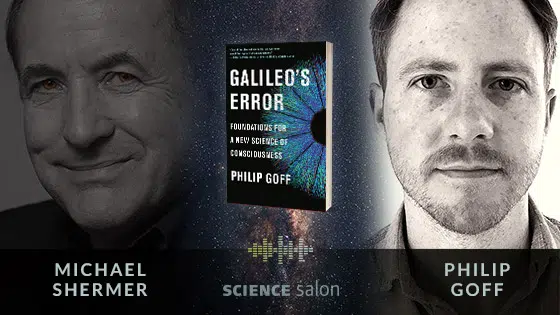 GALILEO'S
ERROR
FOUNDATIONS FOR
A NEW SCIENCE OF
CONSCIOUSNESS
PHILIP GOFF
MICHAEL
SHERMER
SCIENCE salon
PHILIP
GOFF